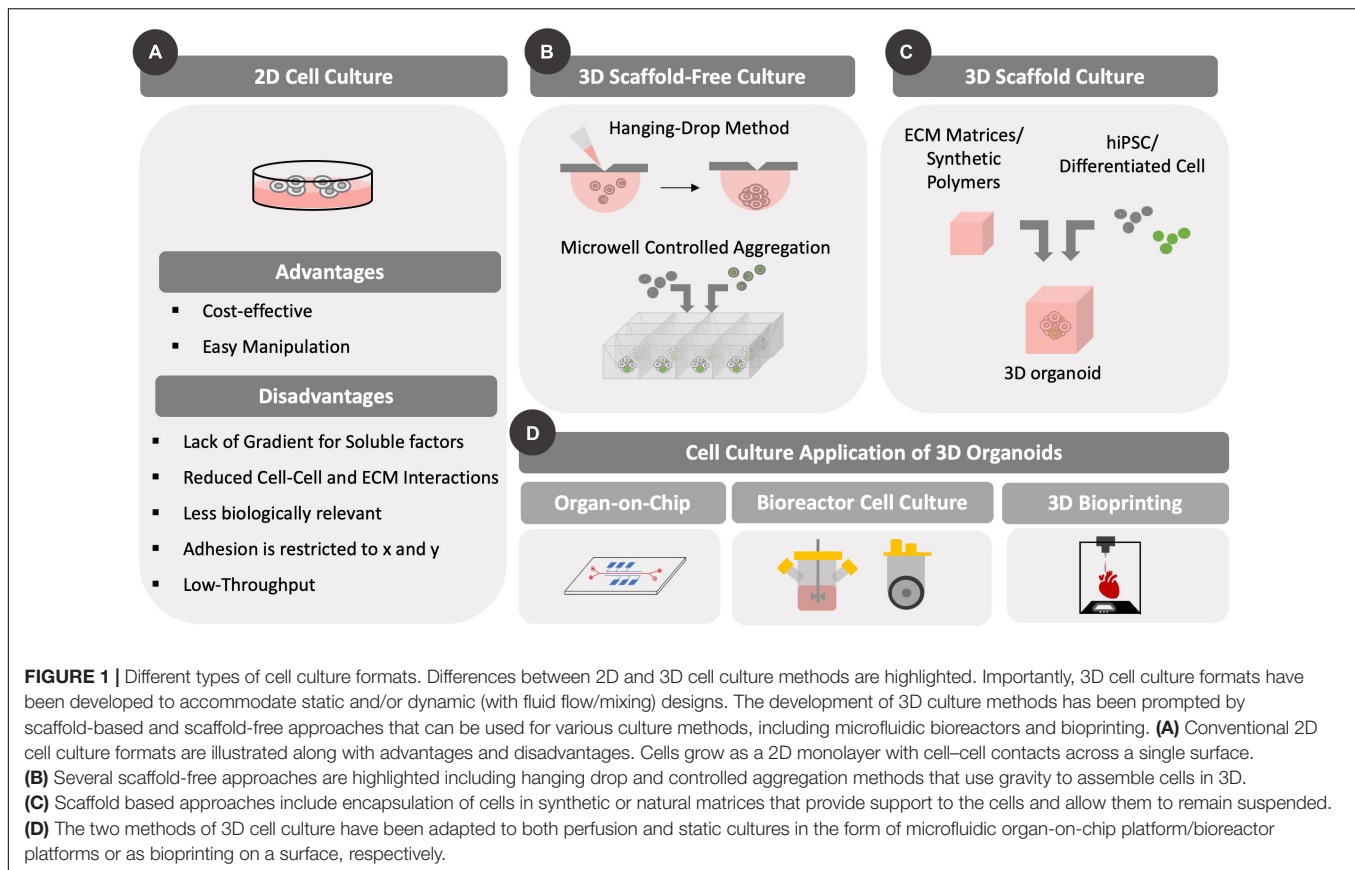 A
2D Cell Culture
Advantages
▪ Cost-effective
▪ Easy Manipulation
Disadvantages
▪ Lack of Gradient for Soluble factors
▪ Reduced Cell-Cell and ECM Interactions
▪ Less biologically relevant
▪ Adhesion is restricted to x and y
▪ Low-Throughput
B
3D Scaffold-Free Culture
Hanging-Drop Method
Microwell Controlled Aggregation
C
3D Scaffold Culture
ECM Matrices/
Synthetic
Polymers
hiPSC/
Differentiated Cell
3D organoid
D
Cell Culture Application of 3D Organoids
Organ-on-Chip
Bioreactor Cell Culture
3D Bioprinting
FIGURE 1 | Different types of cell culture formats. Differences between 2D and 3D cell culture methods are highlighted. Importantly, 3D cell culture formats have
been developed to accommodate static and/or dynamic (with fluid flow/mixing) designs. The development of 3D culture methods has been prompted by
scaffold-based and scaffold-free approaches that can be used for various culture methods, including microfluidic bioreactors and bioprinting. (A) Conventional 2D
cell culture formats are illustrated along with advantages and disadvantages. Cells grow as a 2D monolayer with cell–cell contacts across a single surface.
(B) Several scaffold-free approaches are highlighted including hanging drop and controlled aggregation methods that use gravity to assemble cells in 3D.
(C) Scaffold based approaches include encapsulation of cells in synthetic or natural matrices that provide support to the cells and allow them to remain suspended.
(D) The two methods of 3D cell culture have been adapted to both perfusion and static cultures in the form of microfluidic organ-on-chip platform/bioreactor
platforms or as bioprinting on a surface, respectively.